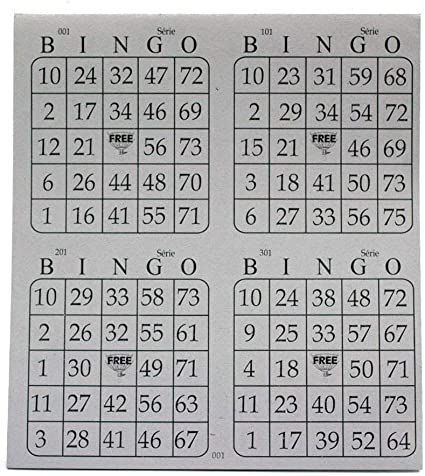 001 Série
B I N G O
10 24 32 47 72
2 17 34 46 69
12 21 FREE 56 73
6 26 44 48 70
1 16 41 55 71
101 Série
B I N G O
10 23 31 59 68
2 29 34 54 72
15 21 FREE 46 69
3 18 41 50 73
6 27 33 56 75
201 Série
B I N G O
10 29 33 58 73
2 26 32 55 61
1 30 FREE 49 71
11 27 42 56 72
3 28 41 46 67
301 Série
B I N G O
10 24 38 48 72
9 25 33 57 67
4 18 FREE 50 71
11 23 40 54 73
1 17 39 52 64
001